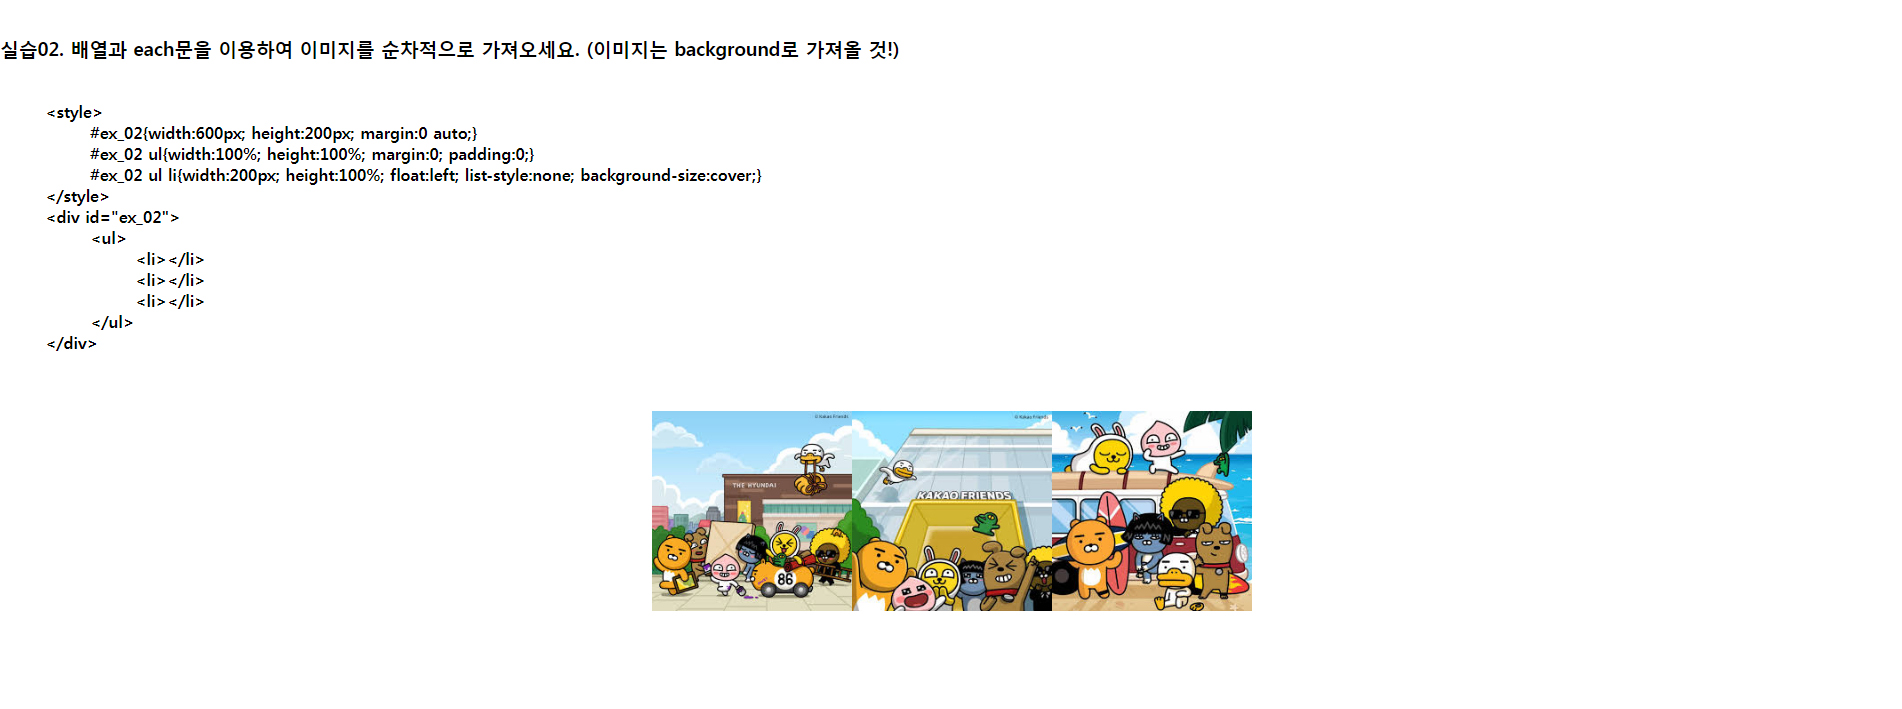 실습02. 배열과 each문을 이용하여 이미지를 순차적으로 가져오세요. (이미지는 background로 가져올 것!)
<style>
#ex_02{width:600px; height:200px; margin:0 auto;}
#ex_02 ul{width:100%; height:100%; margin:0; padding:0;}
#ex_02 ul li{width:200px; height:100%; float:left; list-style:none; background-size:cover;}
</style>
<div id="ex_02">
<ul>
<li></li>
<li></li>
<li></li>
</ul>
</div>
© Kakao Friends
© Kakao Friends
THE HYUNDAI
KAKAO FRIENDS
86